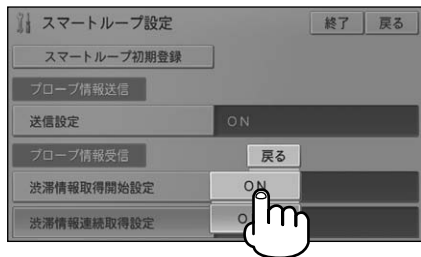 スマートループ設定
終了 戻る
スマートループ初期登録
プローブ情報送信
送信設定 ON
プローブ情報受信
戻る
渋滞情報取得開始設定 ON
渋滞情報連続取得設定